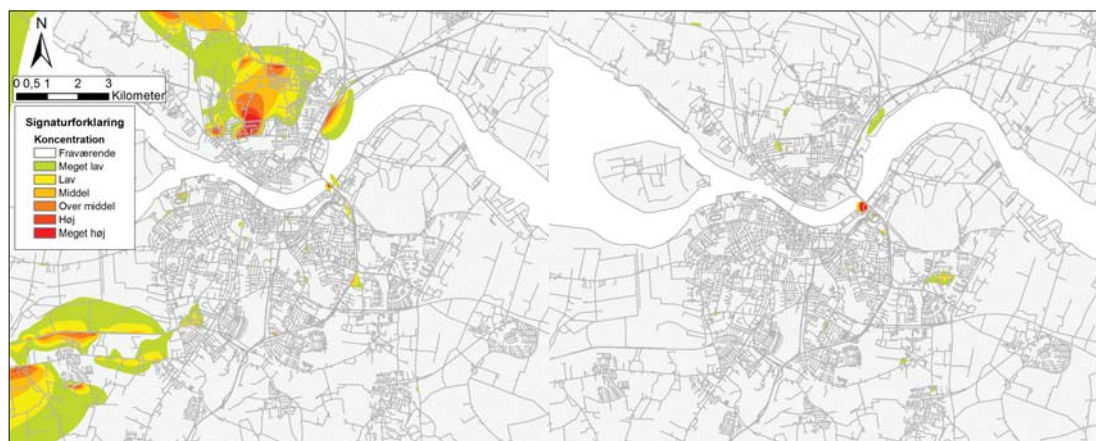 N
0 0,5 1 2 3
Kilometer
Signaturforklaring
Koncentration
Fraværende
Meget lav
Lav
Middel
Over middel
Høj
Meget høj